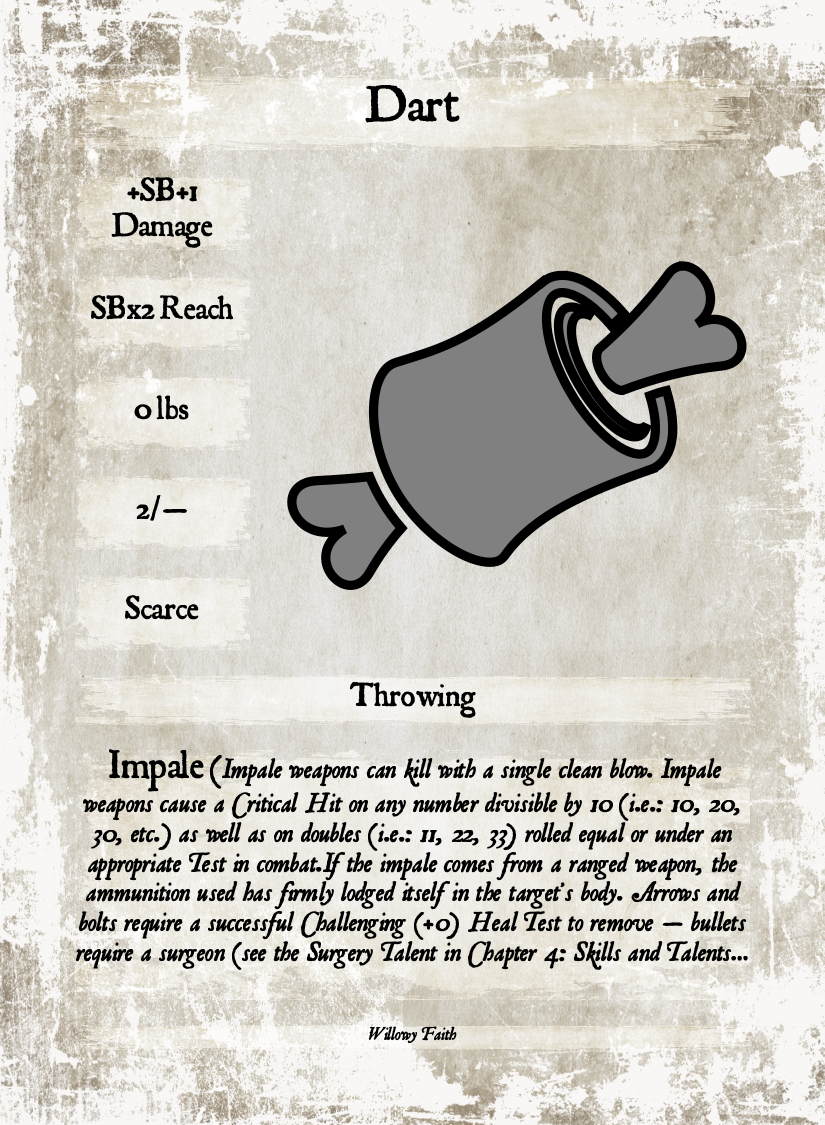 Dart
+SB+1
Damage
SBx2 Reach
0 lbs
2/—
Scarce
Throwing
Impale (Impale weapons can kill with a single clean blow. Impale
weapons cause a Critical Hit on any number divisible by 10 (i.e.: 10, 20,
30, etc.) as well as on doubles (i.e.: 11, 22, 33) rolled equal or under an
appropriate Test in combat.If the impale comes from a ranged weapon, the
ammunition used has firmly lodged itself in the target's body. Arrows and
bolts require a successful Challenging (+0) Heal Test to remove — bullets
require a surgeon (see the Surgery Talent in Chapter 4: Skills and Talents...
Willowy Faith